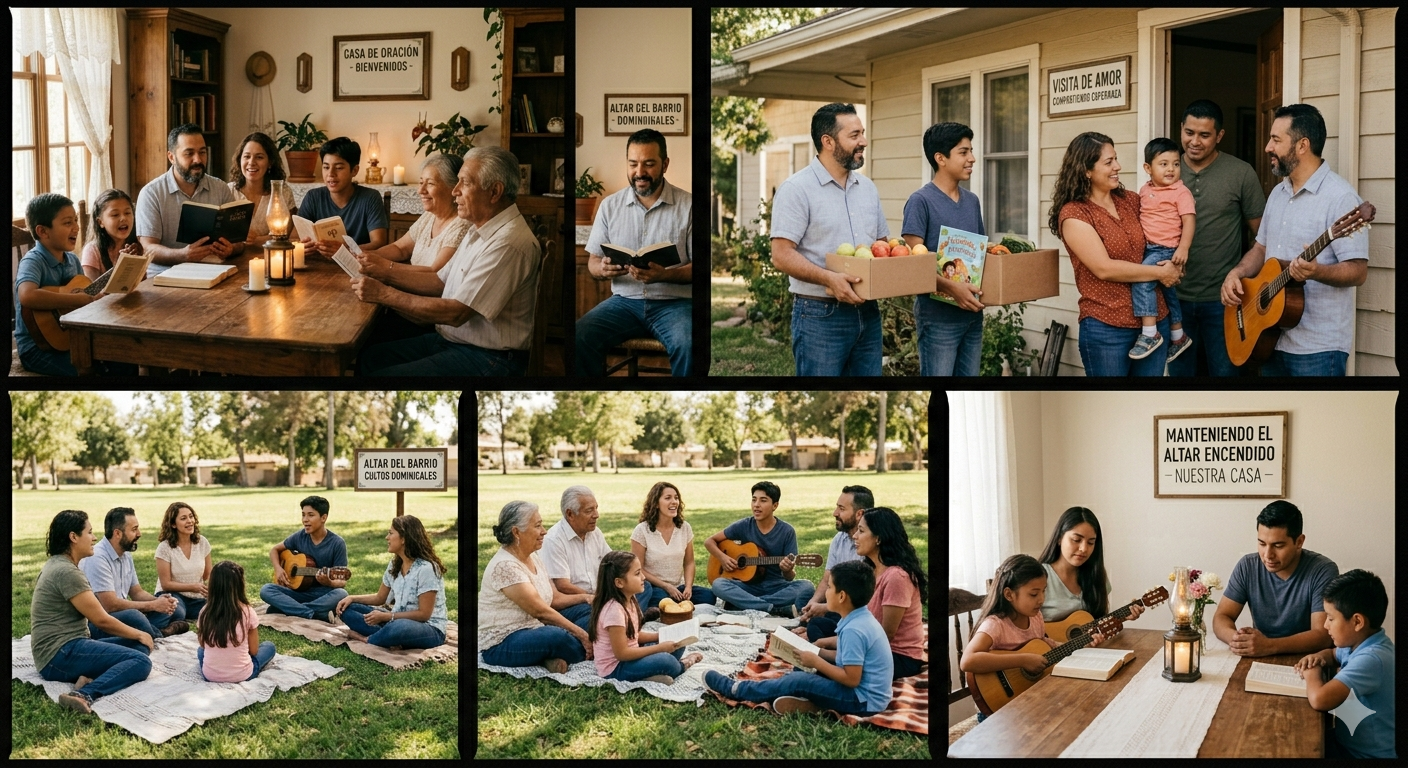 CASA DE ORACIÓN
- BIENVENIDOS -
ALTAR DEL BARRIO
VISITA DE AMOR
ALTAR DEL BARRIO
CULTOS DOMINICALES
MANTENIENDO EL
ALTAR ENCENDIDO
- NUESTRA CASA -